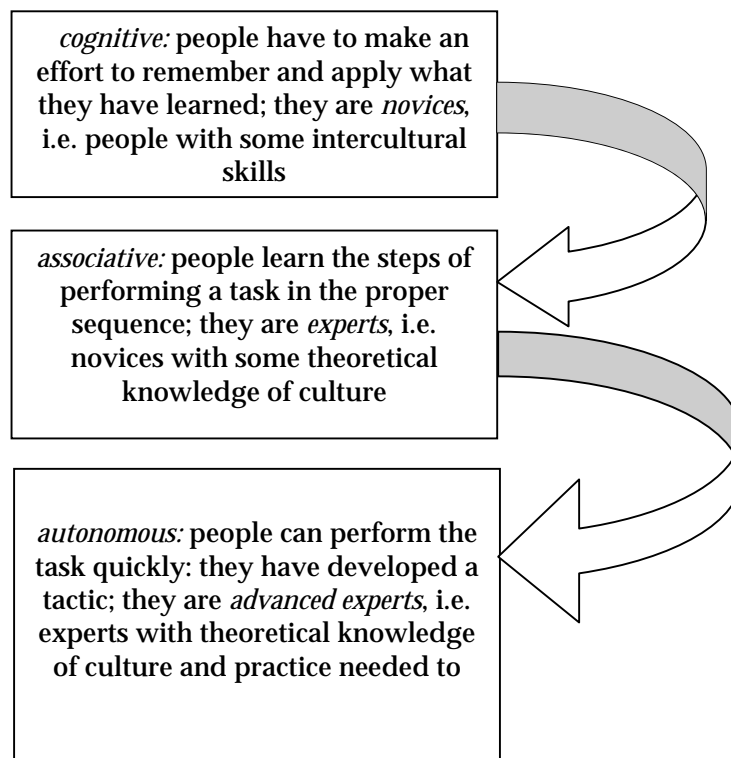 cognitive: people have to make an
effort to remember and apply what
they have learned; they are novices,
i.e. people with some intercultural
skills
associative: people learn the steps of
performing a task in the proper
sequence; they are experts, i.e.
novices with some theoretical
knowledge of culture
autonomous: people can perform the
task quickly: they have developed a
tactic; they are advanced experts, i.e.
experts with theoretical knowledge
of culture and practice needed to